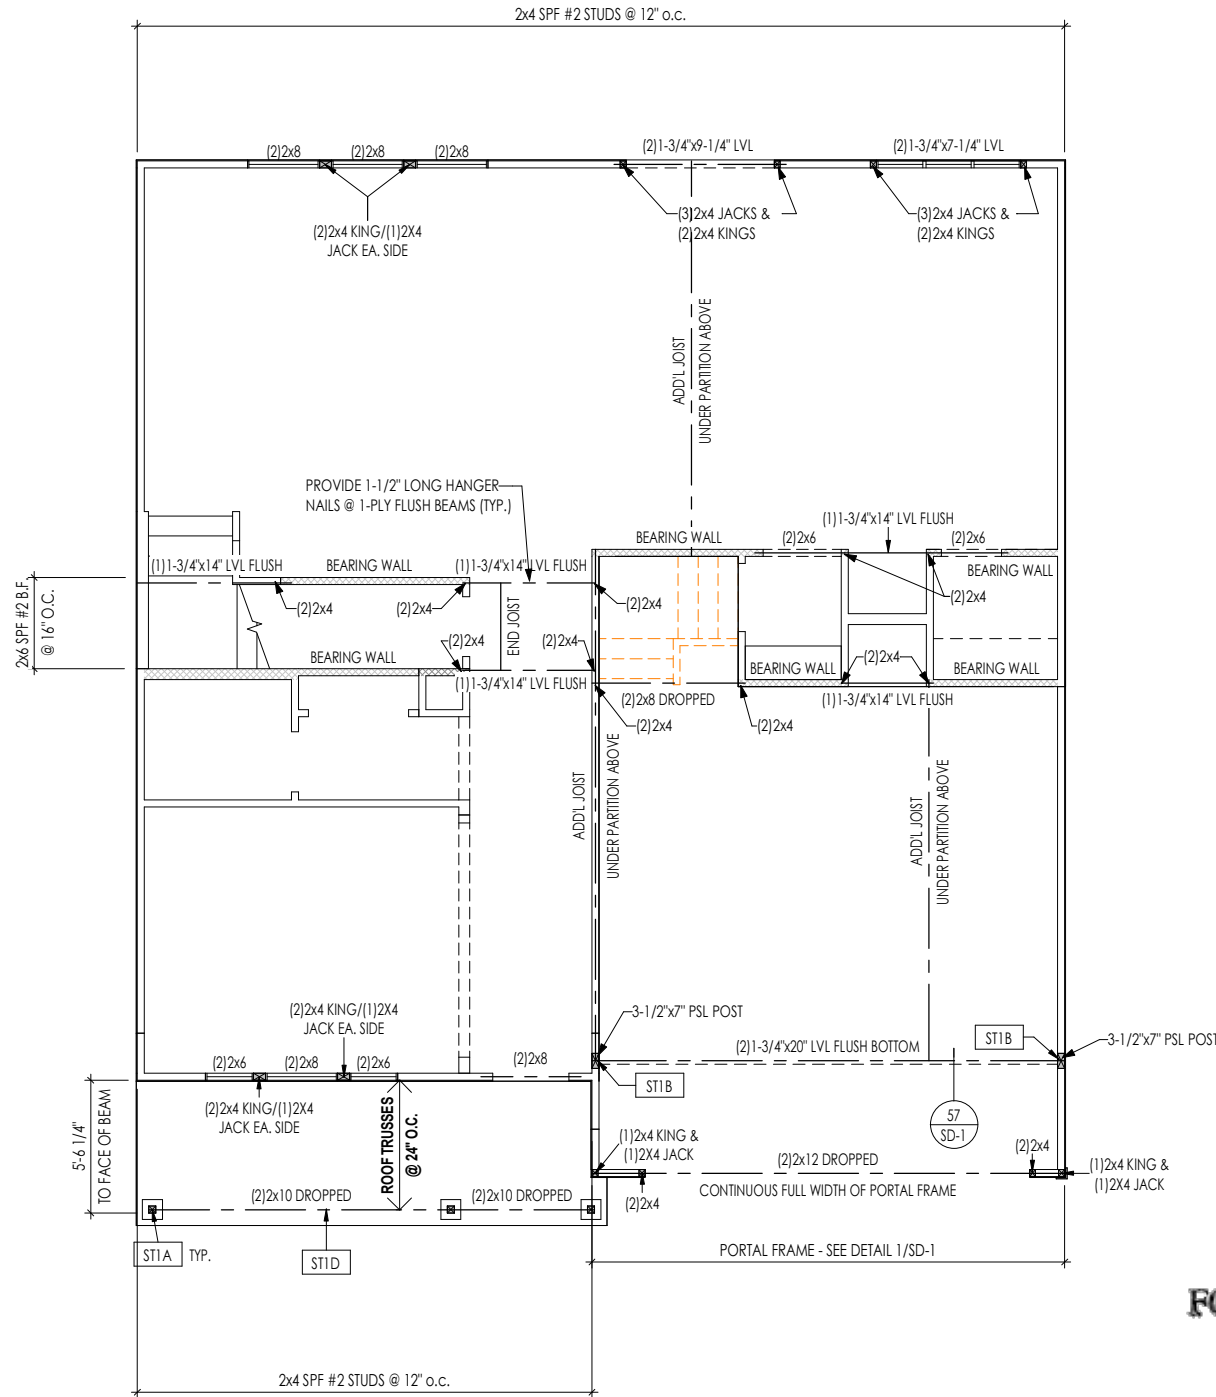 2x4 SPF #2 STUDS @ 12" o.c.
(2)2x8
(2)2x8
(2)2x8
(2)1-3/4"x9-1/4" LVL
(2)1-3/4"x7-1/4" LVL
(2)2x4 KING/(1)2X4
JACK EA. SIDE
(3)2x4 JACKS &
(2)2x4 KINGS
(3)2x4 JACKS &
(2)2x4 KINGS
ADD'L JOIST
UNDER PARTITION ABOVE
PROVIDE 1-1/2" LONG HANGER
NAILS @ 1-PLY FLUSH BEAMS (TYP.)
(1)1-3/4"x14" LVL FLUSH
BEARING WALL
(2)2x6
(2)2x6
(1)1-3/4"x14" LVL FLUSH
BEARING WALL
(1)1-3/4"x14" LVL FLUSH
BEARING WALL
2x6 SPF #2 B.F.
@ 16" O.C.
(2)2x4
(2)2x4
(2)2x4
(2)2x4
END JOIST
(2)2x4
(2)2x4
BEARING WALL
(2)2x4
BEARING WALL
BEARING WALL
(1)1-3/4"x14" LVL FLUSH
(2)2x8 DROPPED
(1)1-3/4"x14" LVL FLUSH
(2)2x4
(2)2x4
ADD'L JOIST
UNDER PARTITION ABOVE
ADD'L JOIST
UNDER PARTITION ABOVE
(2)2x4 KING/(1)2X4
JACK EA. SIDE
3-1/2"x7" PSL POST
ST1B
3-1/2"x7" PSL POST
(2)1-3/4"x20" LVL FLUSH BOTTOM
(2)2x6
(2)2x8
(2)2x6
(2)2x8
ST1B
(2)2x4 KING/(1)2X4
JACK EA. SIDE
57
SD-1
5'-6 1/4"
TO FACE OF BEAM
ROOF TRUSSES
@ 24" O.C.
(1)2x4 KING &
(1)2X4 JACK
(2)2x4
(2)2x12 DROPPED
(1)2x4 KING &
(1)2X4 JACK
CONTINUOUS FULL WIDTH OF PORTAL FRAME
(2)2x4
(2)2x10 DROPPED
(2)2x10 DROPPED
ST1A TYP.
ST1D
PORTAL FRAME - SEE DETAIL 1/SD-1
2x4 SPF #2 STUDS @ 12" o.c.